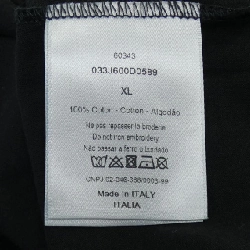 60343
033J600D0589
XL
100% Coton - Cotton - Algodão
Ne pas repasser la broderie
Do not iron embroidery
Não passar a ferro o bordado
Made in ITALY
ITALIA